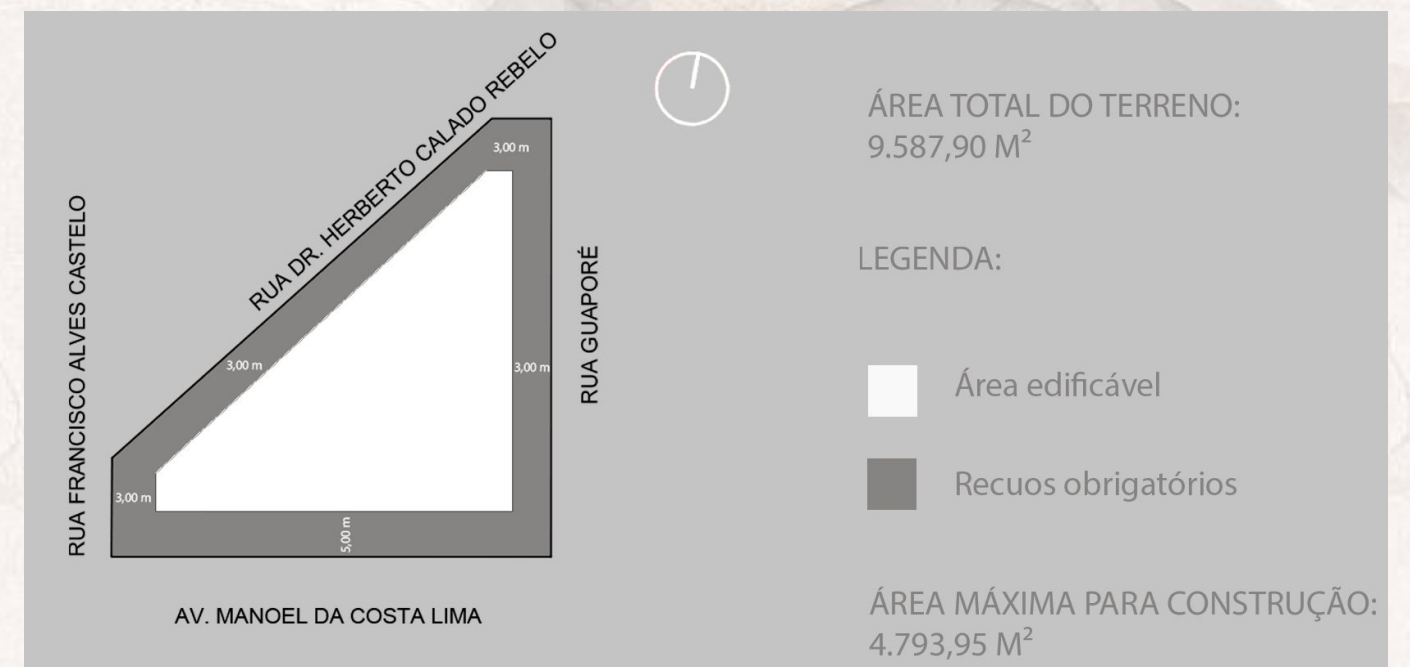 RUA DR. HERBERTO CALADO REBELO
RUA FRANCISCO ALVES CASTELO
RUA GUAPORÉ
AV. MANOEL DA COSTA LIMA
3,00 m
3,00 m
3,00 m
3,00 m
5,00 m
ÁREA TOTAL DO TERRENO:
9.587,90 M²
LEGENDA:
Área edificável
Recuos obrigatórios
ÁREA MÁXIMA PARA CONSTRUÇÃO:
4.793,95 M²